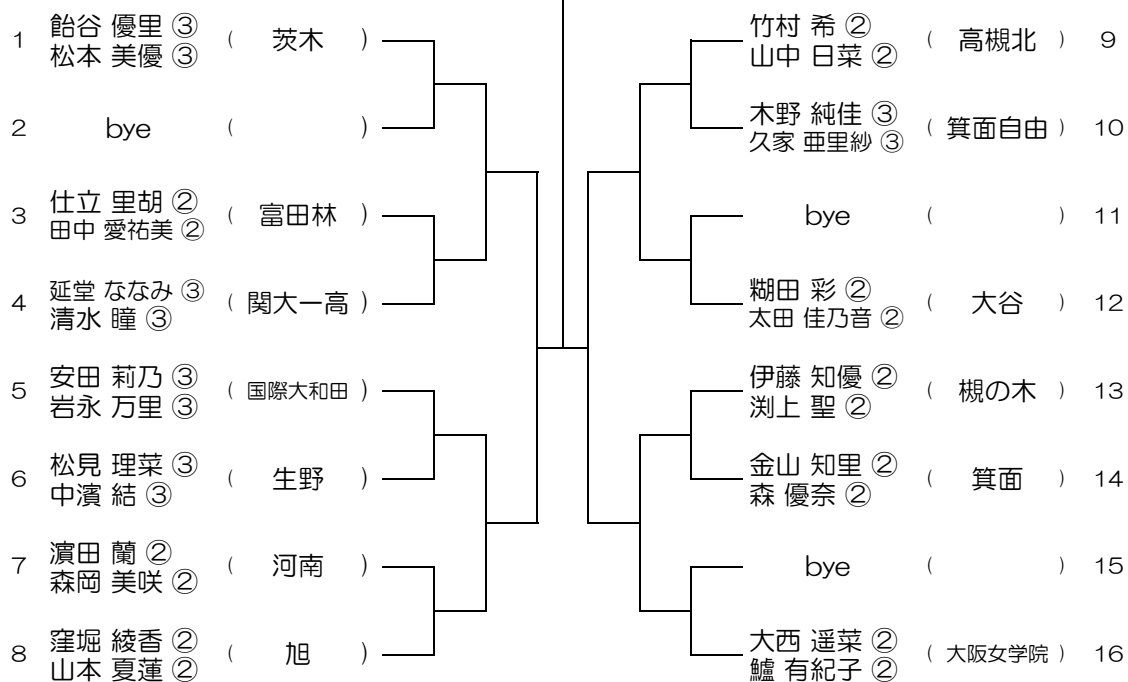 1 飴谷 優里 ③ ( 茨木 )
松本 美優 ③
2 bye ( )
3 仕立 里胡 ② ( 富田林 )
田中 愛祐美 ②
4 延堂 ななみ ③ ( 関大一高 )
清水 瞳 ③
5 安田 莉乃 ③ ( 国際大和田 )
岩永 万里 ③
6 松見 理菜 ③ ( 生野 )
中濱 結 ③
7 濵田 蘭 ② ( 河南 )
森岡 美咲 ②
8 窪堀 綾香 ② ( 旭 )
山本 夏蓮 ②
竹村 希 ② ( 高槻北 ) 9
山中 日菜 ②
木野 純佳 ③ ( 箕面自由 ) 10
久家 亜里紗 ③
bye ( ) 11
糊田 彩 ② ( 大谷 ) 12
太田 佳乃音 ②
伊藤 知優 ② ( 槻の木 ) 13
渕上 聖 ②
金山 知里 ② ( 箕面 ) 14
森 優奈 ②
bye ( ) 15
大西 遥菜 ② ( 大阪女学院 ) 16
鱸 有紀子 ②